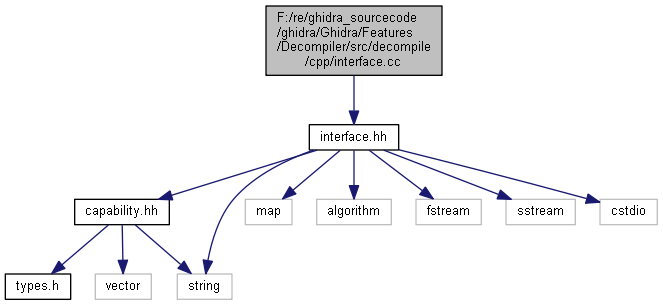 F:/re/ghidra_sourcecode
/ghidra/Ghidra/Features
/Decompiler/src/decompile
/cpp/interface.cc
interface.hh
capability.hh
map
algorithm
fstream
sstream
cstdio
types.h
vector
string